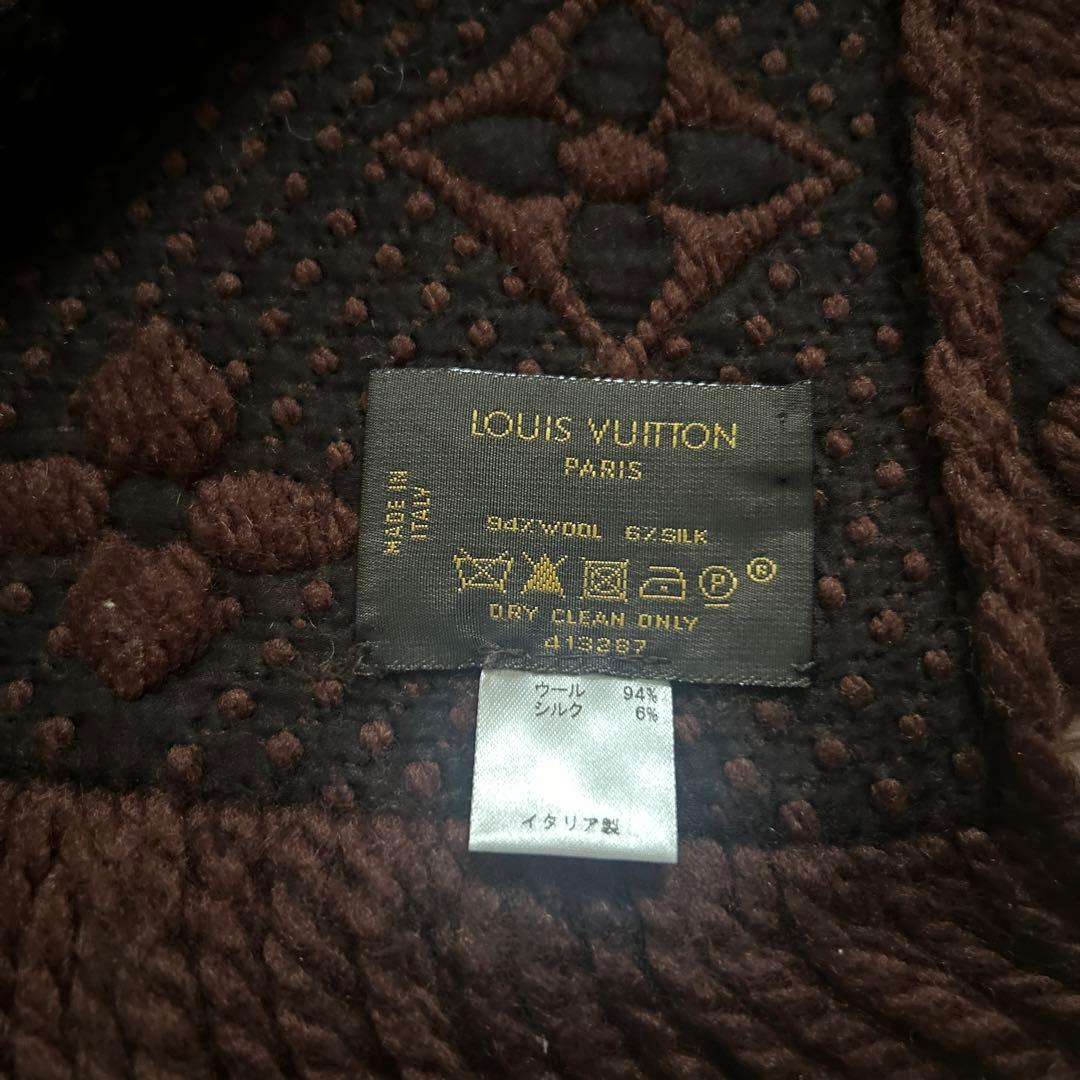 LOUIS VUITTON
PARIS
MADE IN
ITALY
94%WOOL 6%SILK
P ®
DRY CLEAN ONLY
413287
ウール 94%
シルク 6%
イタリア製